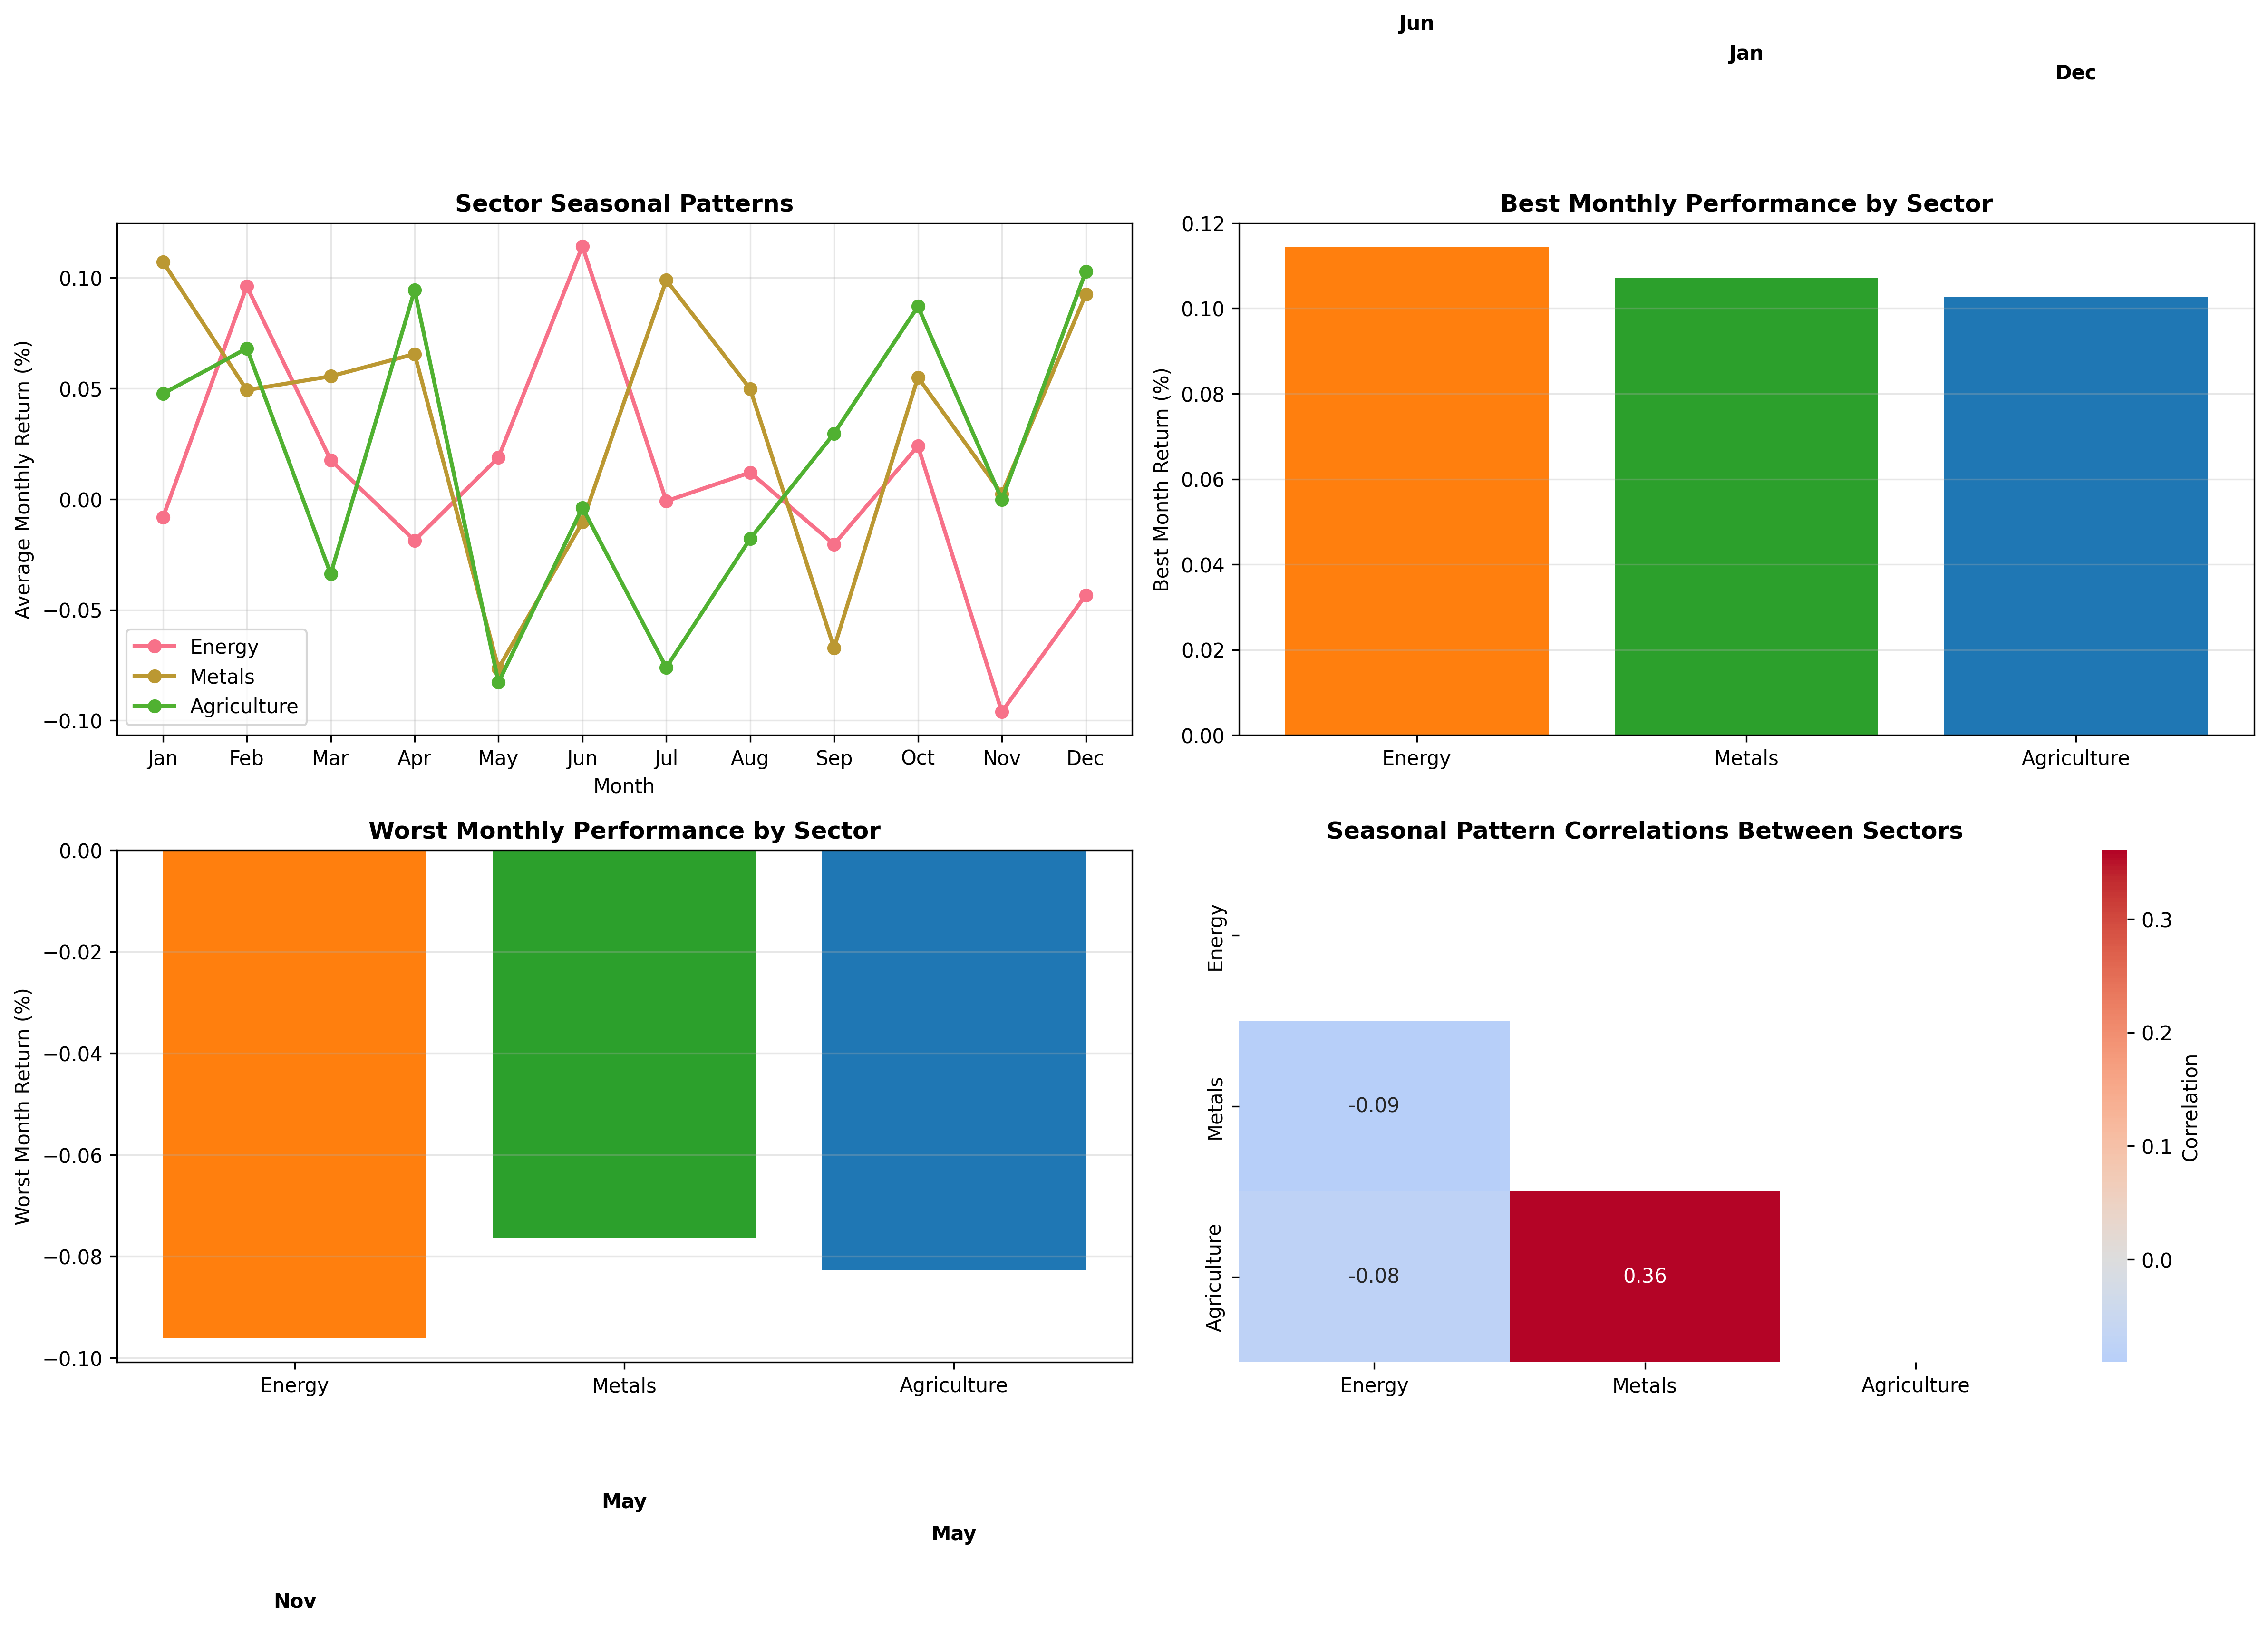 Jun
Jan
Dec
Sector Seasonal Patterns
Average Monthly Return (%)
0.10
0.05
0.00
−0.05
−0.10
Energy
Metals
Agriculture
Jan Feb Mar Apr May Jun Jul Aug Sep Oct Nov Dec
Month
Best Monthly Performance by Sector
Best Month Return (%)
0.12
0.10
0.08
0.06
0.04
0.02
0.00
Energy Metals Agriculture
Worst Monthly Performance by Sector
Worst Month Return (%)
0.00
−0.02
−0.04
−0.06
−0.08
−0.10
Energy Metals Agriculture
May
May
Nov
Seasonal Pattern Correlations Between Sectors
Energy
Metals
Agriculture
-0.09
-0.08 0.36
Energy Metals Agriculture
0.3
0.2
0.1
0.0
Correlation